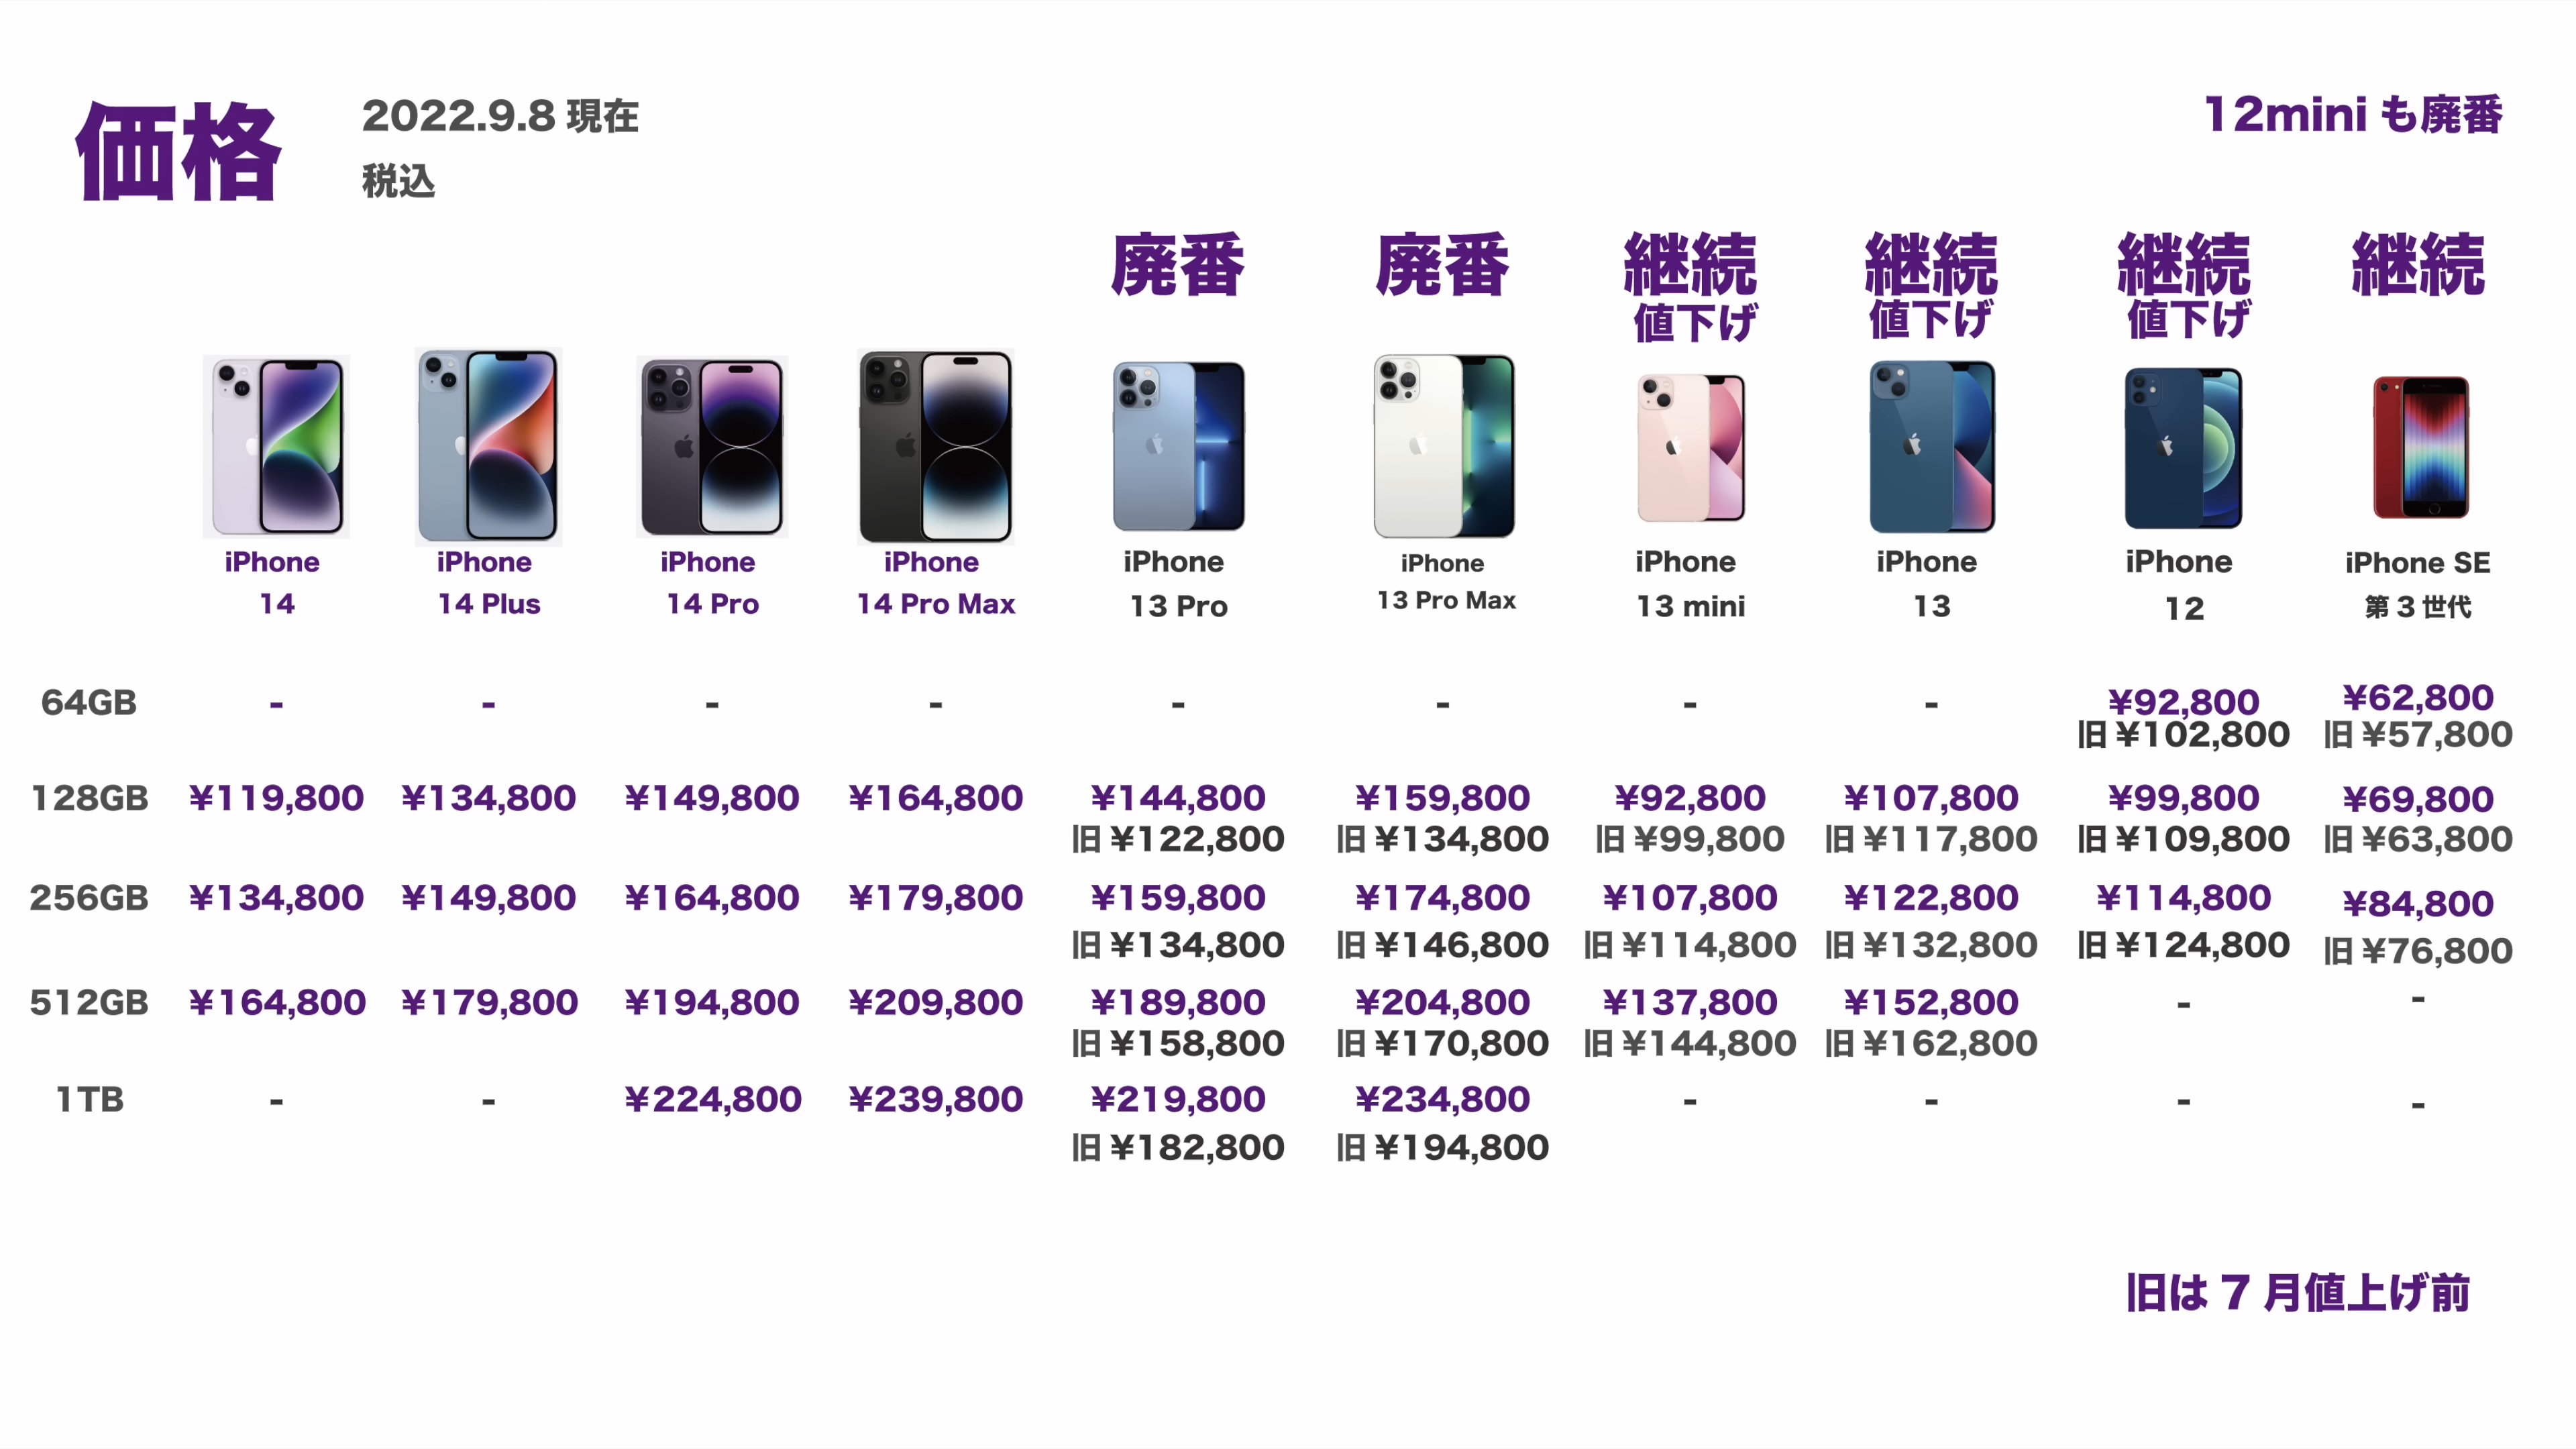 価格
2022.9.8 現在
税込
12mini も廃番
廃番 廃番 継続 継続 継続 継続
値下げ 値下げ 値下げ
iPhone iPhone iPhone iPhone iPhone iPhone iPhone iPhone iPhone iPhone SE
14 14 Plus 14 Pro 14 Pro Max 13 Pro 13 Pro Max 13 mini 13 12 第 3 世代
64GB - - - - - - - - ¥92,800 ¥62,800
旧 ¥102,800 旧 ¥57,800
128GB ¥119,800 ¥134,800 ¥149,800 ¥164,800 ¥144,800 ¥159,800 ¥92,800 ¥107,800 ¥99,800 ¥69,800
旧 ¥122,800 旧 ¥134,800 旧 ¥99,800 旧 ¥117,800 旧 ¥109,800 旧 ¥63,800
256GB ¥134,800 ¥149,800 ¥164,800 ¥179,800 ¥159,800 ¥174,800 ¥107,800 ¥122,800 ¥114,800 ¥84,800
旧 ¥134,800 旧 ¥146,800 旧 ¥114,800 旧 ¥132,800 旧 ¥124,800 旧 ¥76,800
512GB ¥164,800 ¥179,800 ¥194,800 ¥209,800 ¥189,800 ¥204,800 ¥137,800 ¥152,800 - -
旧 ¥158,800 旧 ¥170,800 旧 ¥144,800 旧 ¥162,800
1TB - - ¥224,800 ¥239,800 ¥219,800 ¥234,800 - - - -
旧 ¥182,800 旧 ¥194,800
旧は 7 月値上げ前